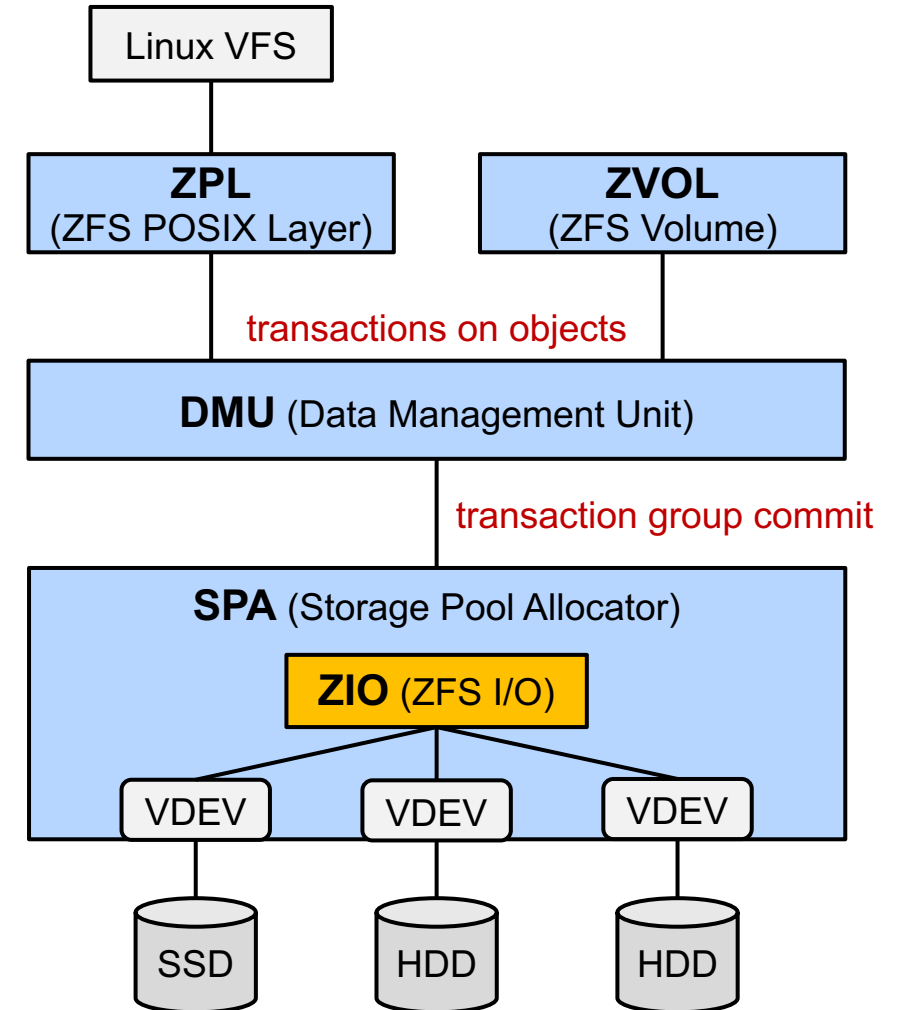 Linux VFS
ZPL
(ZFS POSIX Layer)
ZVOL
(ZFS Volume)
transactions on objects
DMU (Data Management Unit)
transaction group commit
SPA (Storage Pool Allocator)
ZIO (ZFS I/O)
VDEV
VDEV
VDEV
SSD
HDD
HDD